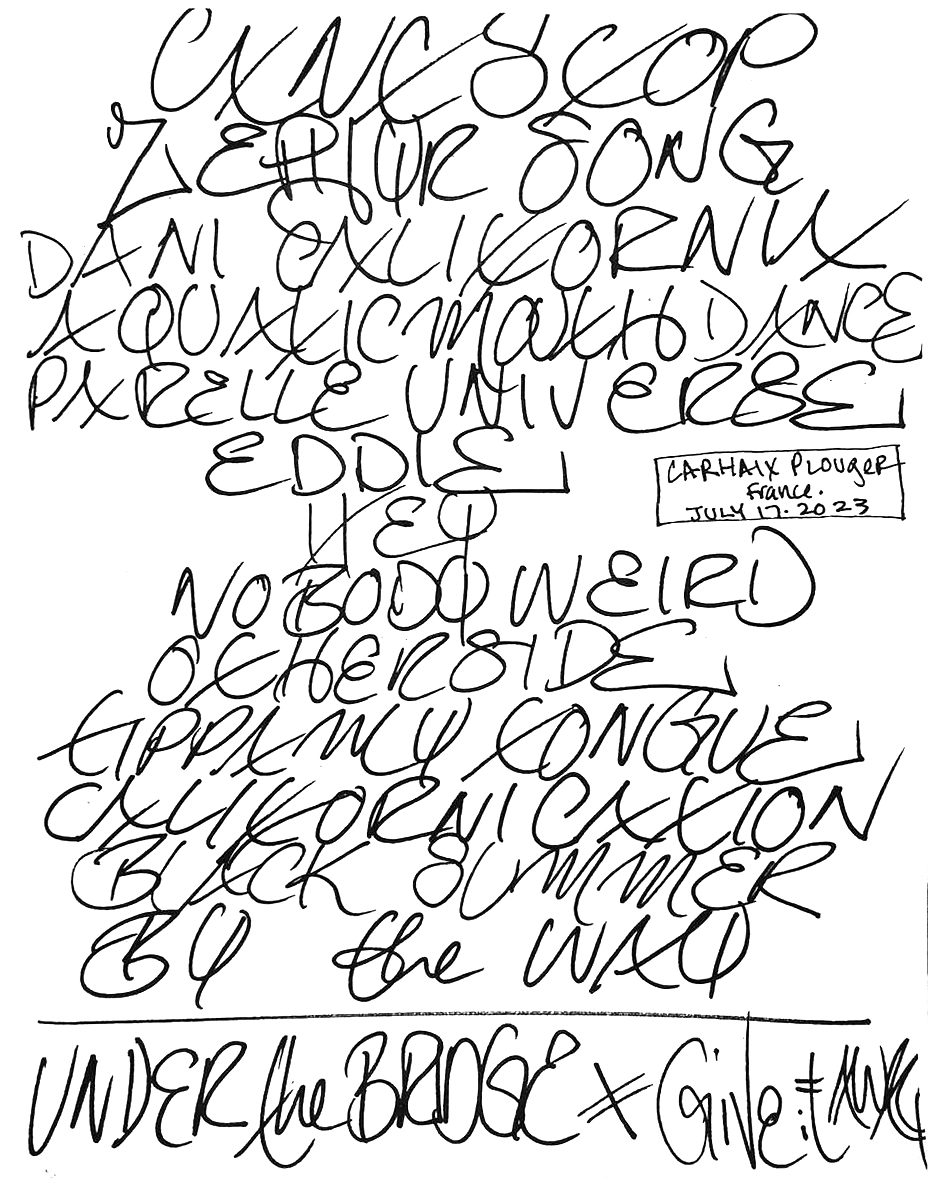 CAN'T STOP
ZEPHYR SONG
DANI CALIFORNIA
AQUATIC MOUTH DANCE
PARELLE UNIVERSE
EDDIE
HEY
NOBODY WEIRD
OTHERSIDE
TIPPA MY TONGUE
CARHAIX PLOUGER
France.
JULY 17. 2023
CALIFORNICATION
BLACK SUMMER
BY the WAY
UNDER the BRIDGE X Give it AWAY